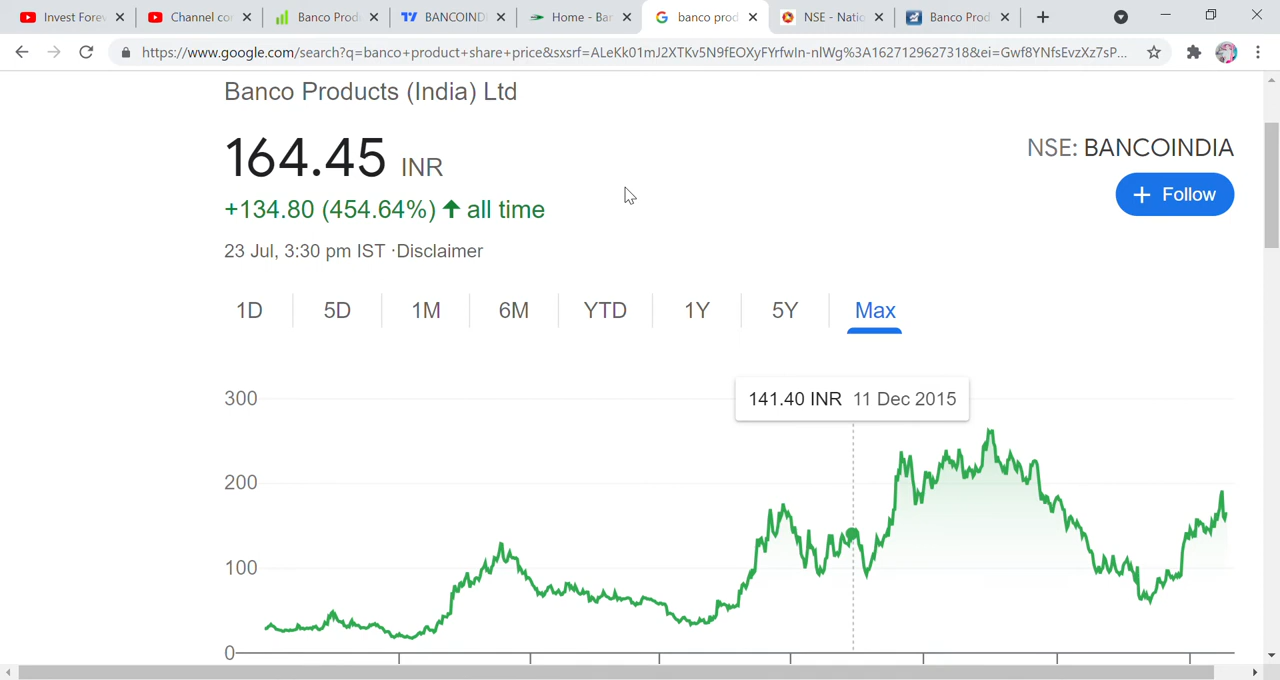 Invest Forev
Channel co
Banco Prod
BANCOIND
Home - Ban
banco prod
NSE - Natio
Banco Prod
https://www.google.com/search?q=banco+product+share+price&sxsrf=ALeKk01mJ2XTKv5N9fEOXyFYrfwIn-nlWg%3A1627129627318&ei=Gwf8YNfsEvzXz7sP...
Banco Products (India) Ltd
164.45 INR
NSE: BANCOINDIA
+ Follow
+134.80 (454.64%) ↑ all time
23 Jul, 3:30 pm IST ·Disclaimer
1D 5D 1M 6M YTD 1Y 5Y Max
141.40 INR 11 Dec 2015
300
200
100
0